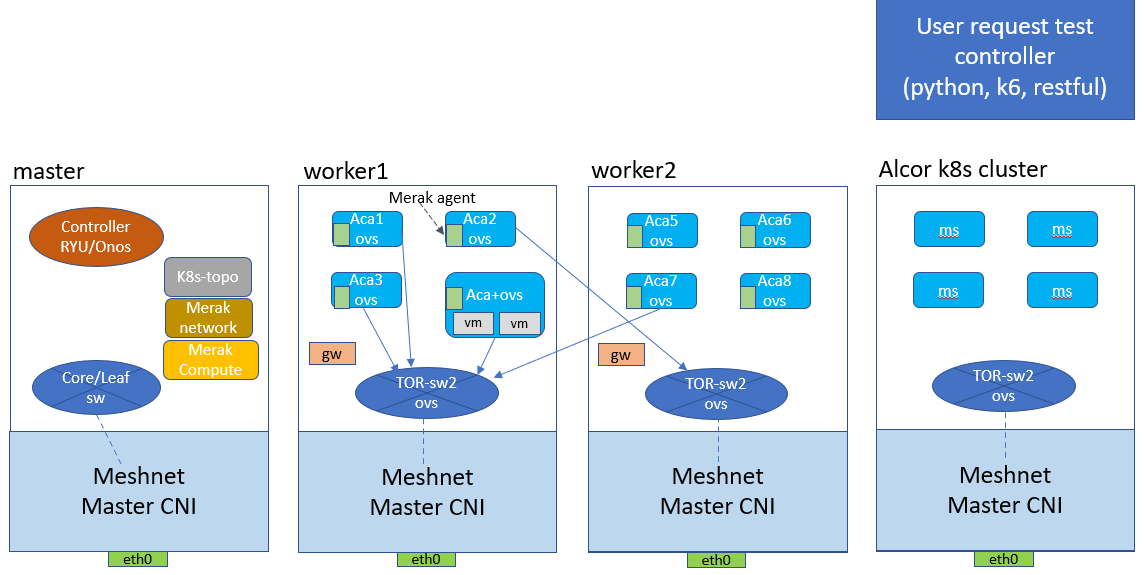 User request test
controller
(python, k6, restful)
master
Controller
RYU/Onos
K8s-topo
Merak
network
Merak
Compute
Core/Leaf
sw
Meshnet
Master CNI
eth0
worker1
Merak agent
Aca1
ovs
Aca2
ovs
Aca3
ovs
Aca+ovs
vm
vm
gw
TOR-sw2
ovs
Meshnet
Master CNI
eth0
worker2
Aca5
ovs
Aca6
ovs
Aca7
ovs
Aca8
ovs
gw
TOR-sw2
ovs
Meshnet
Master CNI
eth0
Alcor k8s cluster
ms
ms
ms
ms
TOR-sw2
ovs
Meshnet
Master CNI
eth0